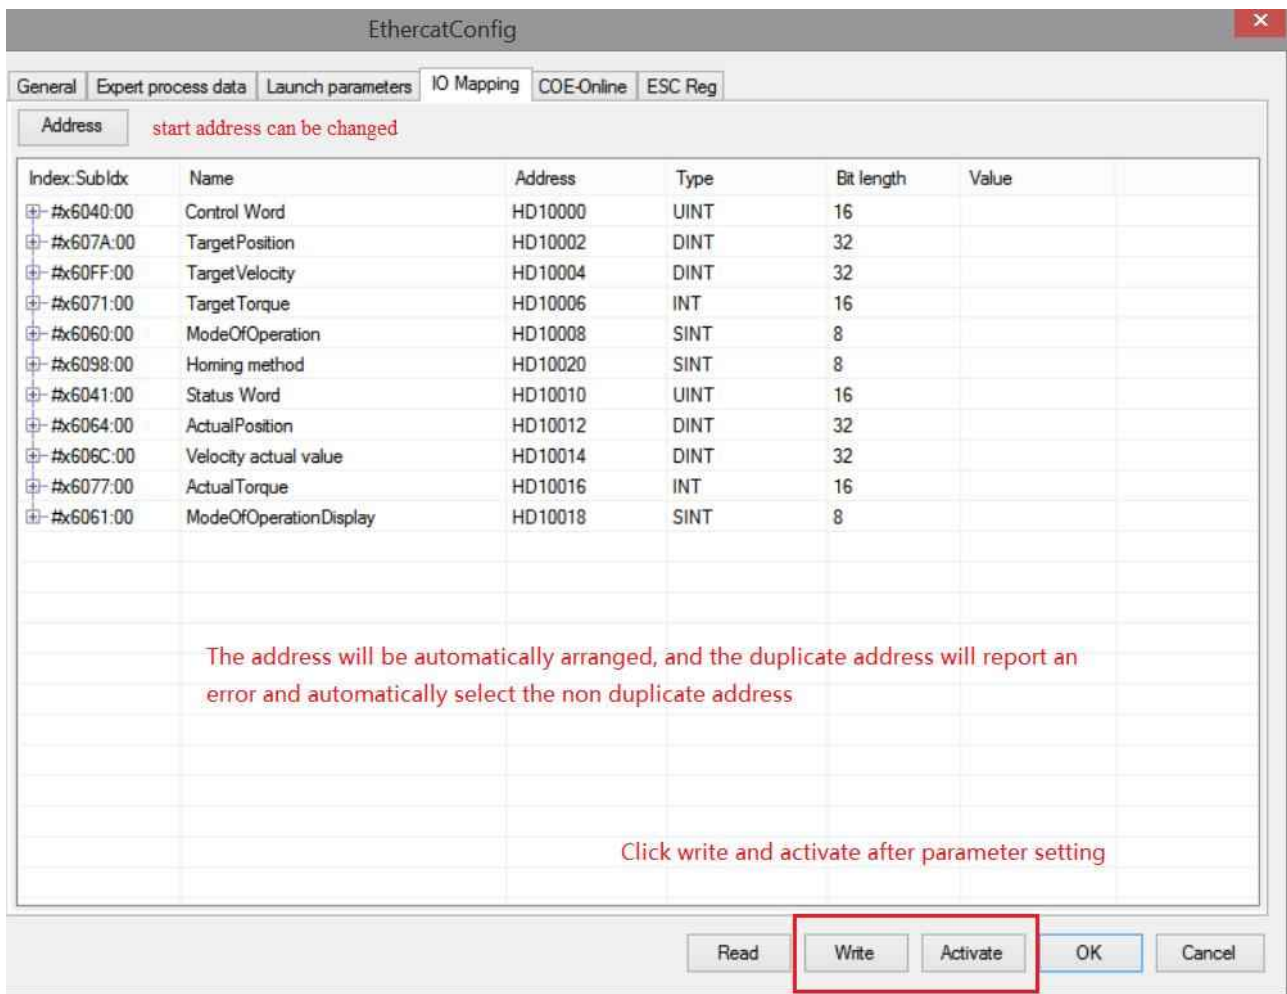 EthercatConfig
General Expert process data Launch parameters IO Mapping COE-Online ESC Reg
Address start address can be changed
Index:SubIdx Name Address Type Bit length Value
#x6040:00 Control Word HD10000 UINT 16
#x607A:00 TargetPosition HD10002 DINT 32
#x60FF:00 TargetVelocity HD10004 DINT 32
#x6071:00 TargetTorque HD10006 INT 16
#x6060:00 ModeOfOperation HD10008 SINT 8
#x6098:00 Homing method HD10020 SINT 8
#x6041:00 Status Word HD10010 UINT 16
#x6064:00 ActualPosition HD10012 DINT 32
#x606C:00 Velocity actual value HD10014 DINT 32
#x6077:00 ActualTorque HD10016 INT 16
#x6061:00 ModeOfOperationDisplay HD10018 SINT 8
The address will be automatically arranged, and the duplicate address will report an
error and automatically select the non duplicate address
Click write and activate after parameter setting
Read Write Activate OK Cancel